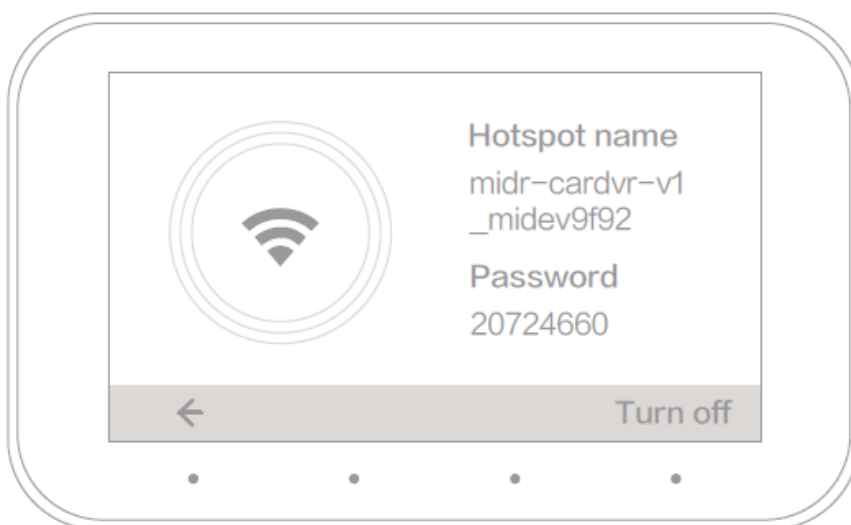 Hotspot name
midr-cardvr-v1
_midev9f92
Password
20724660
Turn off